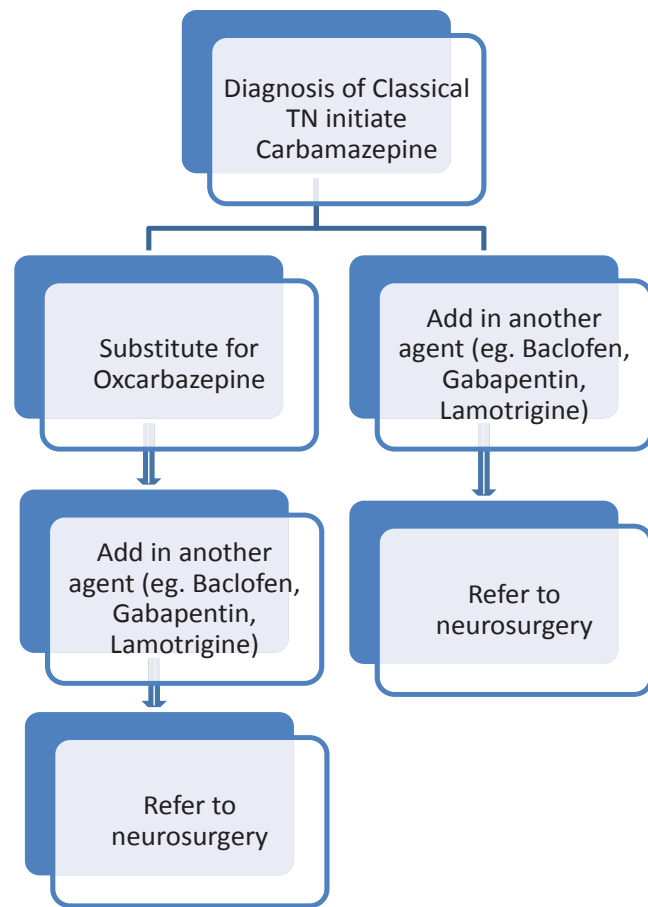 Diagnosis of Classical
TN initiate
Carbamazepine
Substitute for
Oxcarbazepine
Add in another
agent (eg. Baclofen,
Gabapentin,
Lamotrigine)
Add in another
agent (eg. Baclofen,
Gabapentin,
Lamotrigine)
Refer to
neurosurgery
Refer to
neurosurgery